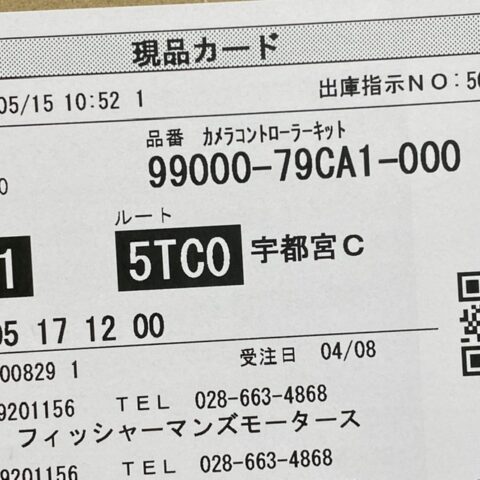 現品カード
05/15 10:52 1
出庫指示NO:50
品番 カメラコントローラーキット
99000-79CA1-000
0
ルート
1 5TC0 宇都宮C
05 17 12 00
00829 1
受注日 04/08
9201156 TEL 028-663-4868
フィッシャーマンズモータース
9201156 TEL 028-663-4868